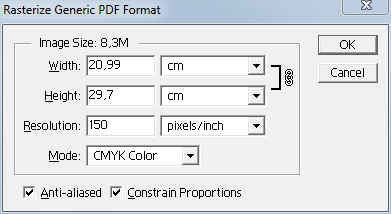 Rasterize Generic PDF Format
Image Size: 8,3M
OK
Width: 20,99 cm
Cancel
Height: 29,7 cm
Resolution: 150 pixels/inch
Mode: CMYK Color
Anti-aliased Constrain Proportions